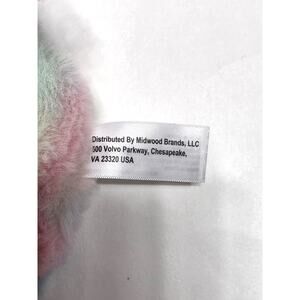 Distributed By Midwood Brands, LLC
500 Volvo Parkway, Chesapeake,
VA 23320 USA